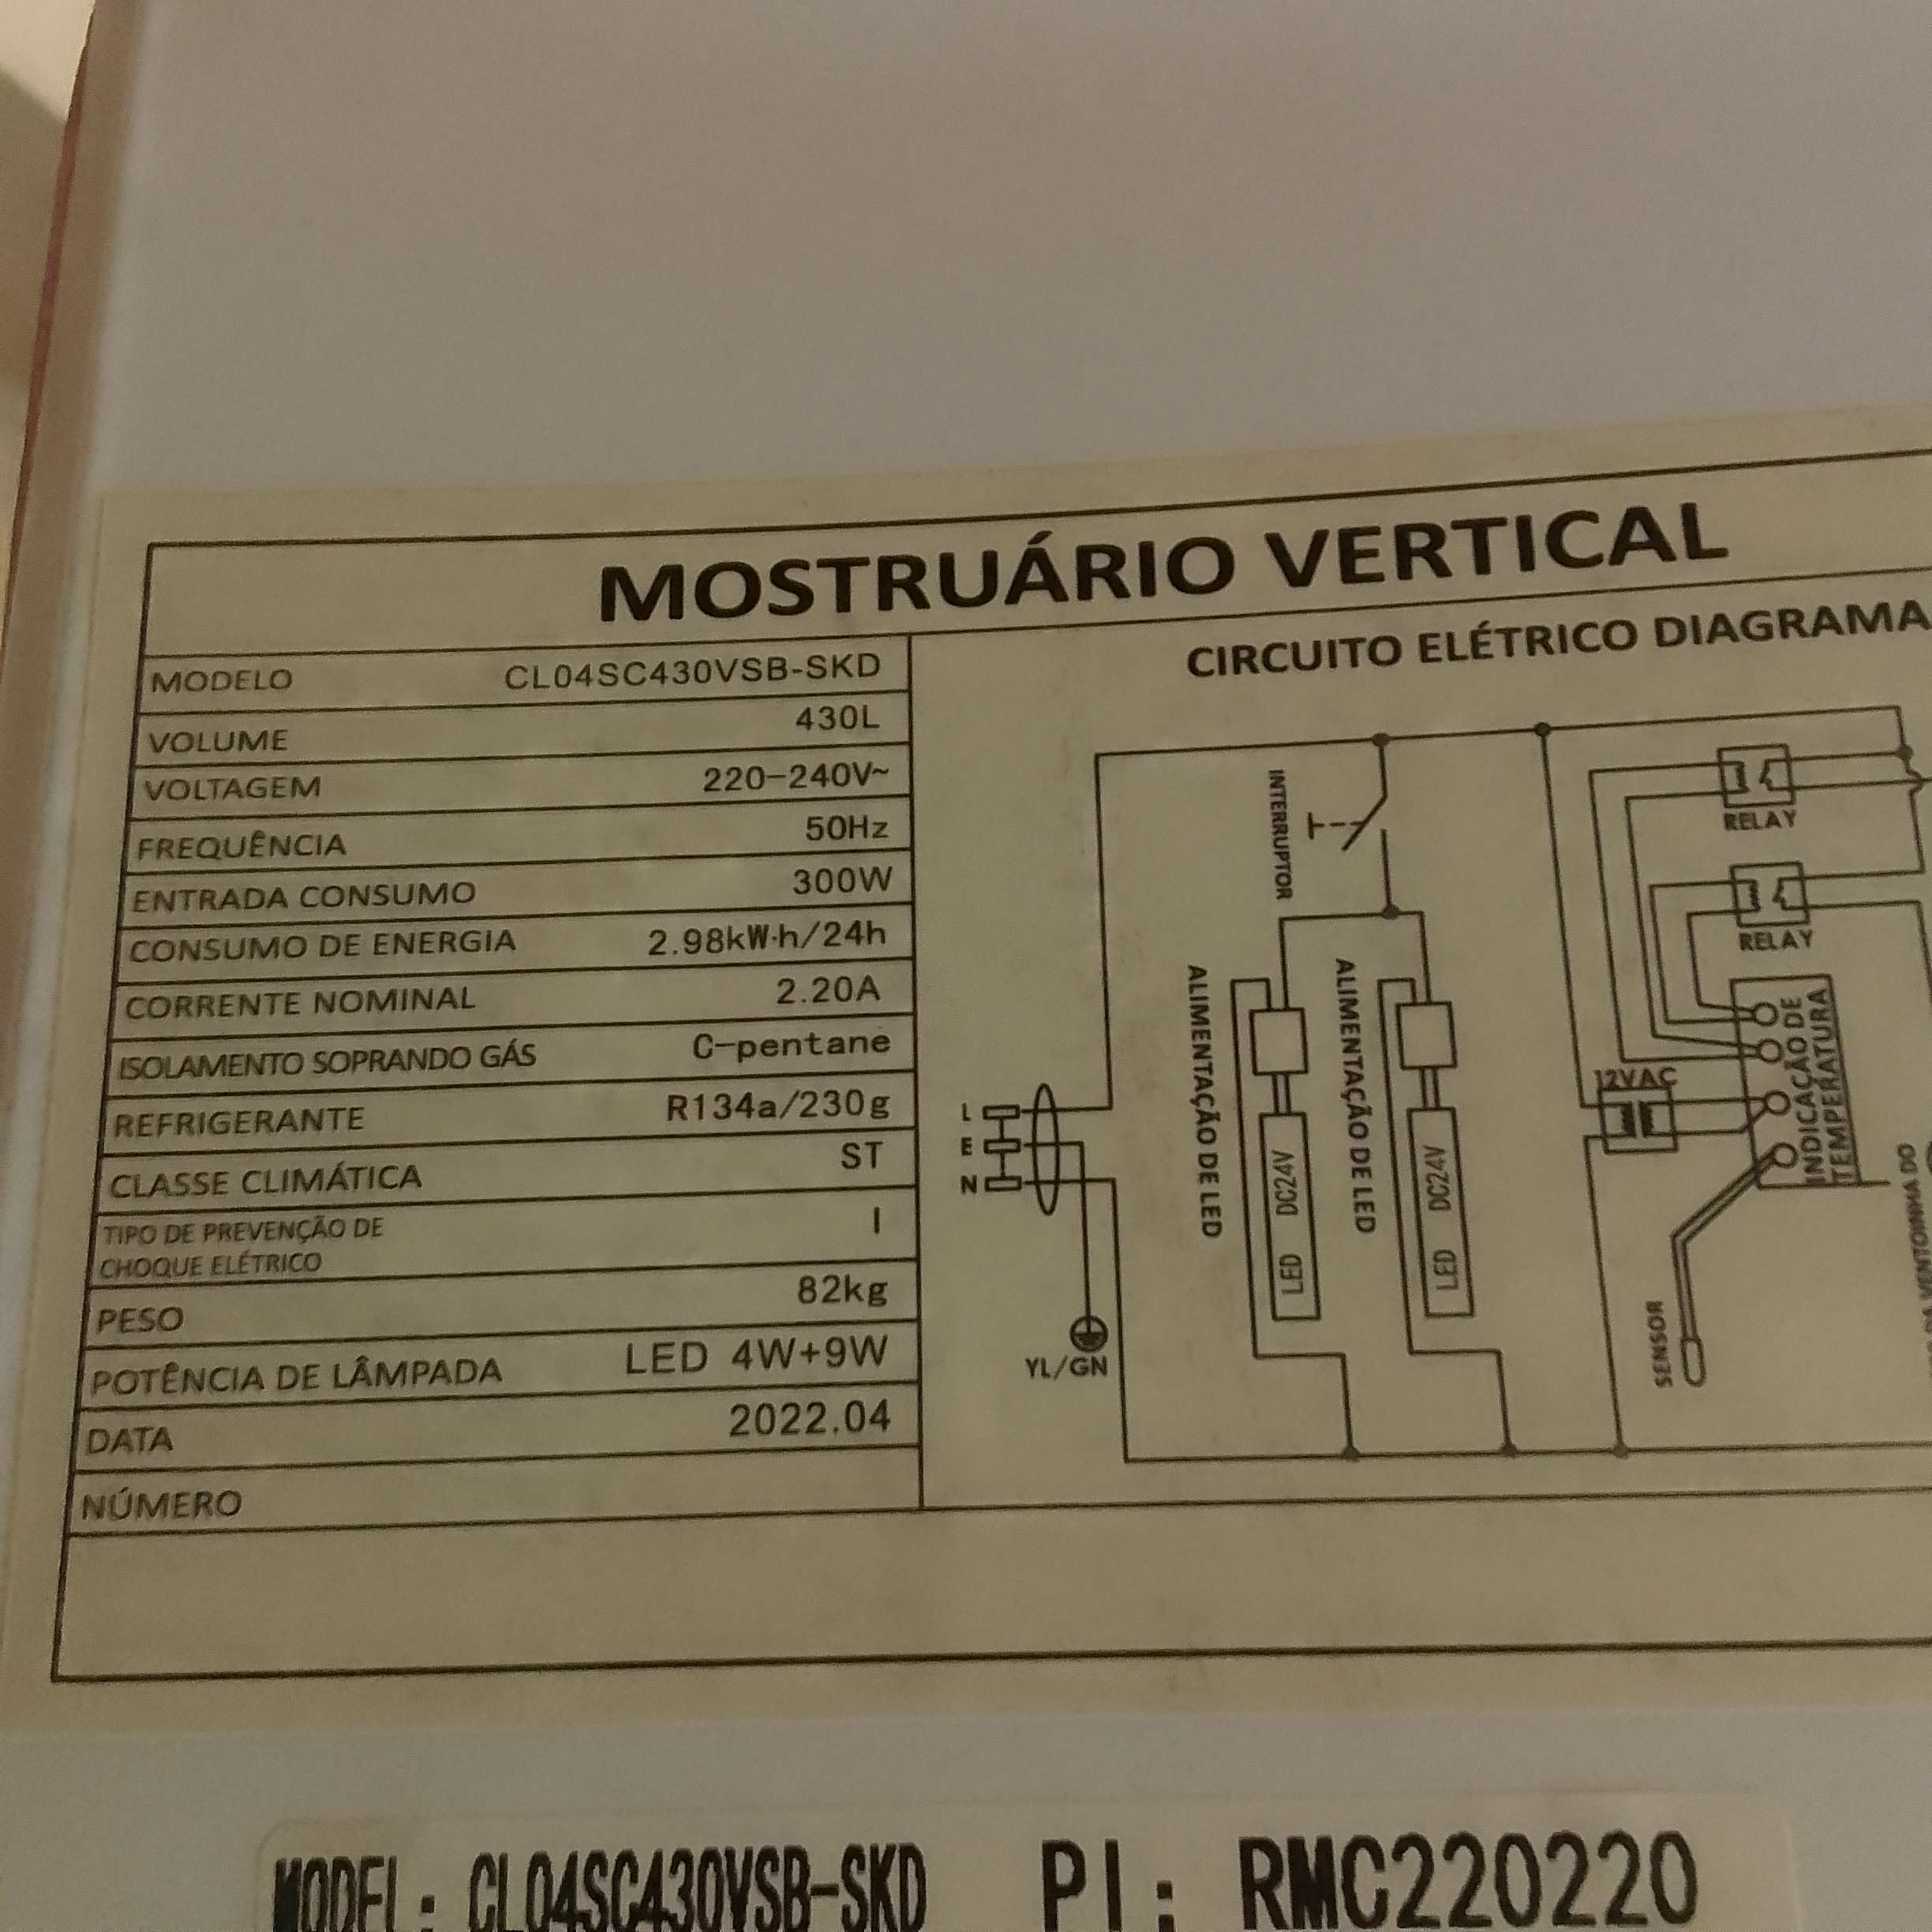 MOSTRUÁRIO VERTICAL
MODELO CL04SC430VSB-SKD
VOLUME 430L
VOLTAGEM 220-240V~
FREQUÊNCIA 50Hz
ENTRADA CONSUMO 300W
CONSUMO DE ENERGIA 2.98kW·h/24h
CORRENTE NOMINAL 2.20A
ISOLAMENTO SOPRANDO GÁS C-pentane
REFRIGERANTE R134a/230g
CLASSE CLIMÁTICA ST
TIPO DE PREVENÇÃO DE
CHOQUE ELÉTRICO I
PESO 82kg
POTÊNCIA DE LÂMPADA LED 4W+9W
DATA 2022.04
NÚMERO
CIRCUITO ELÉTRICO DIAGRAMA
INTERRUPTOR
RELAY
RELAY
ALIMENTAÇÃO DE LED
ALIMENTAÇÃO DE LED
LED DC24V
LED DC24V
L
E
N
YL/GN
12VAC
INDICAÇÃO DE
TEMPERATURA
SENSOR
VENTOINHA DO
MODEL: CL04SC430VSB-SKD PI: RMC220220